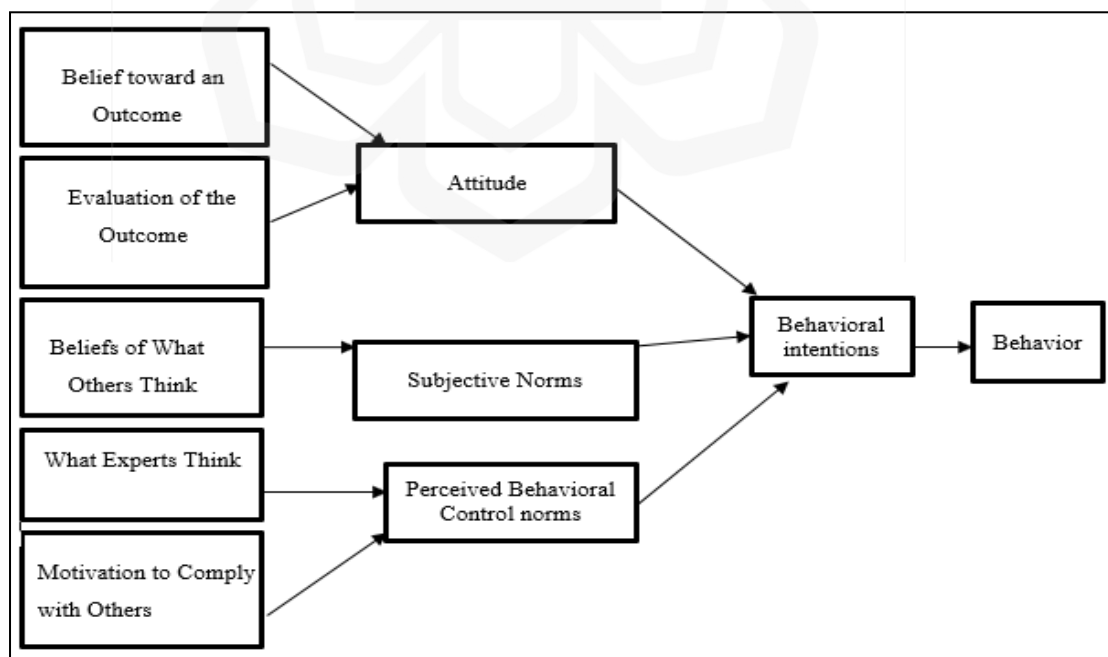 Belief toward an
Outcome
Evaluation of the
Outcome
Attitude
Beliefs of What
Others Think
Subjective Norms
What Experts Think
Perceived Behavioral
Control norms
Motivation to Comply
with Others
Behavioral
intentions
Behavior